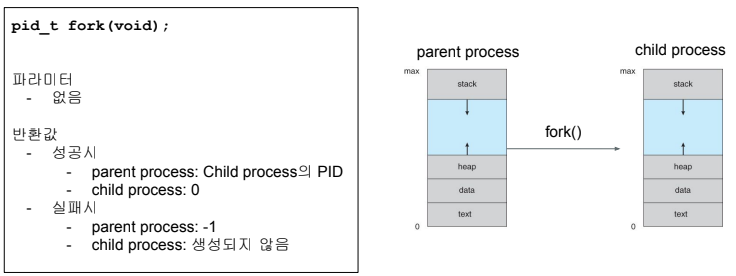 pid_t fork(void);
파라미터
- 없음
반환값
- 성공시
- parent process: Child process의 PID
- child process: 0
- 실패시
- parent process: -1
- child process: 생성되지 않음
parent process
max
stack
heap
data
text
0
fork()
child process
max
stack
heap
data
text
0